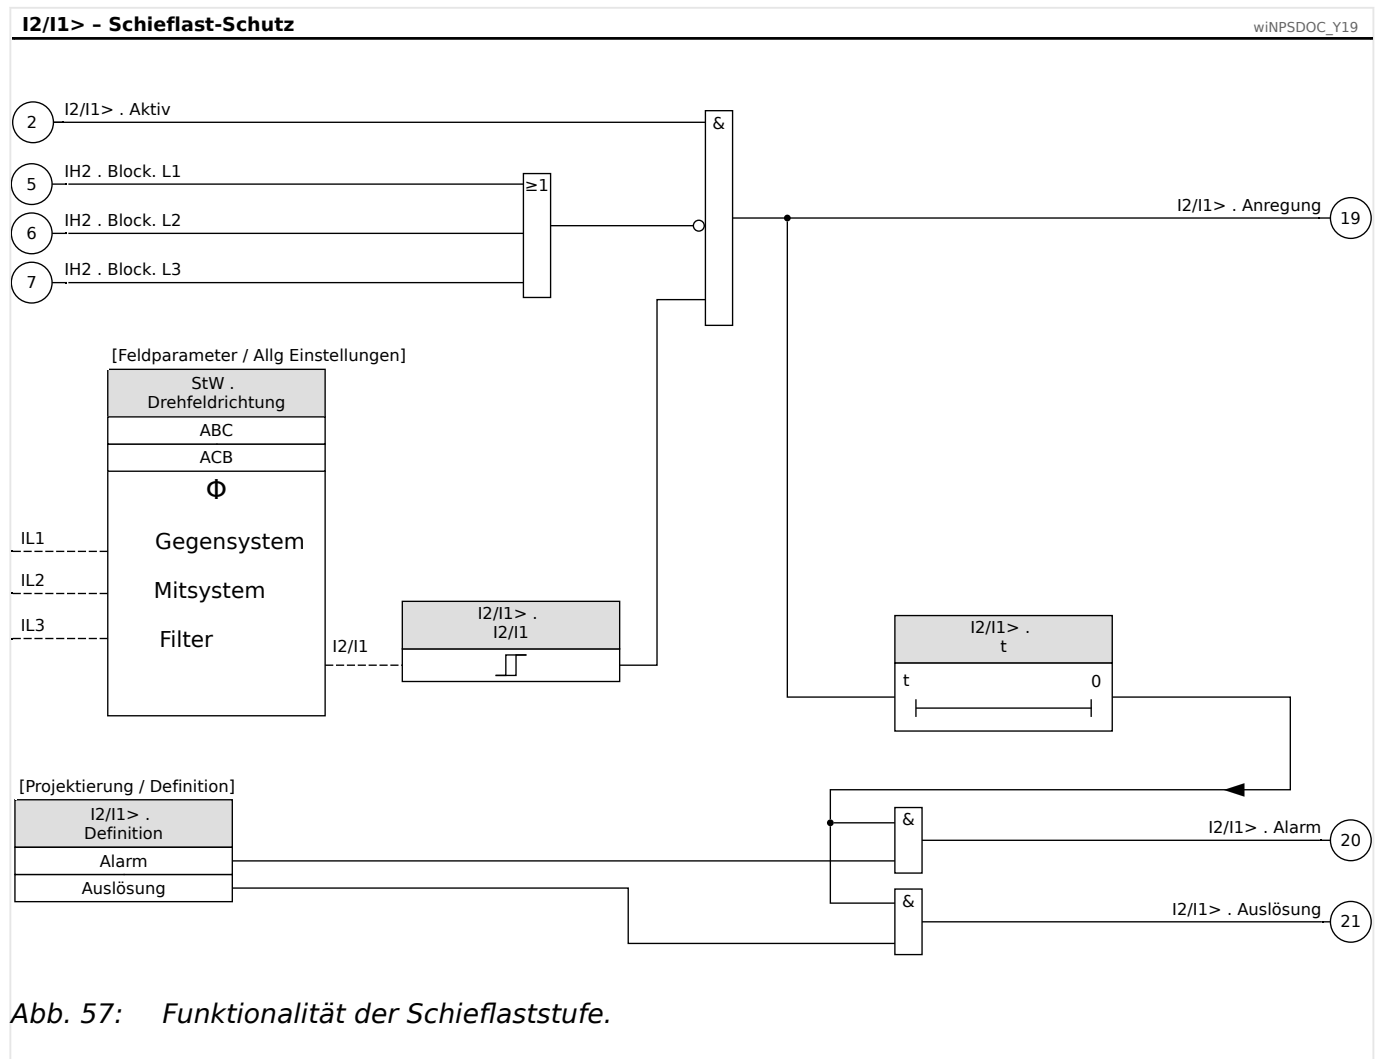 I2/I1> – Schieflast-Schutz
wiNPSDOC_Y19
2
I2/I1> . Aktiv
&
5
IH2 . Block. L1
≥1
6
IH2 . Block. L2
7
IH2 . Block. L3
I2/I1> . Anregung
19
[Feldparameter / Allg Einstellungen]
StW .
Drehfeldrichtung
ABC
ACB
Φ
IL1
Gegensystem
IL2
Mitsystem
IL3
Filter
I2/I1
I2/I1> .
I2/I1
I2/I1> .
t
t
0
[Projektierung / Definition]
I2/I1> .
Definition
Alarm
Auslösung
&
I2/I1> . Alarm
20
&
I2/I1> . Auslösung
21
Abb. 57: Funktionalität der Schieflaststufe.